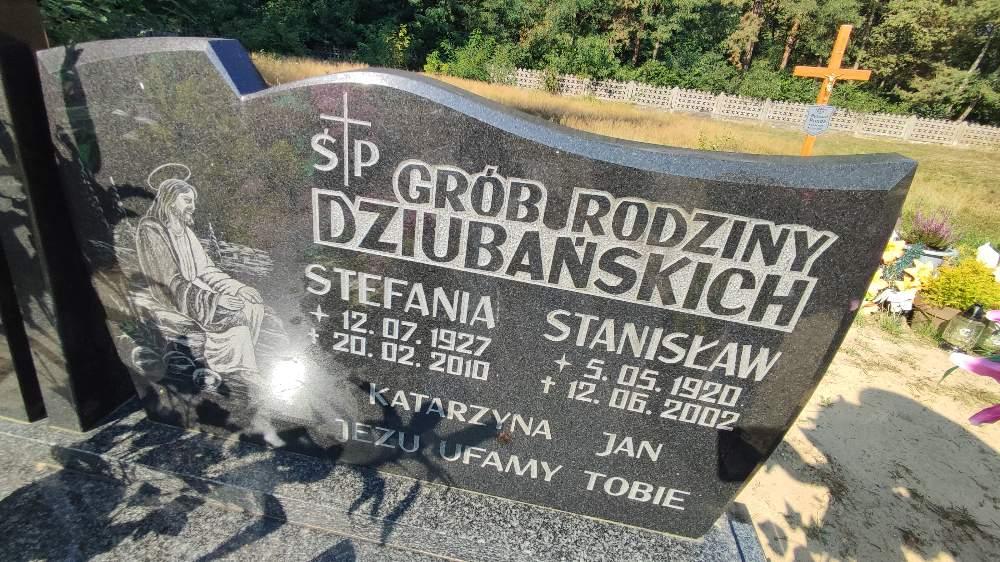 ŚP
GRÓB RODZINY
DZIUBAŃSKICH
STEFANIA
12. 07. 1927
20. 02. 2010
STANISŁAW
5. 05. 1920
12. 06. 2002
KATARZYNA JAN
JEZU UFAMY TOBIE